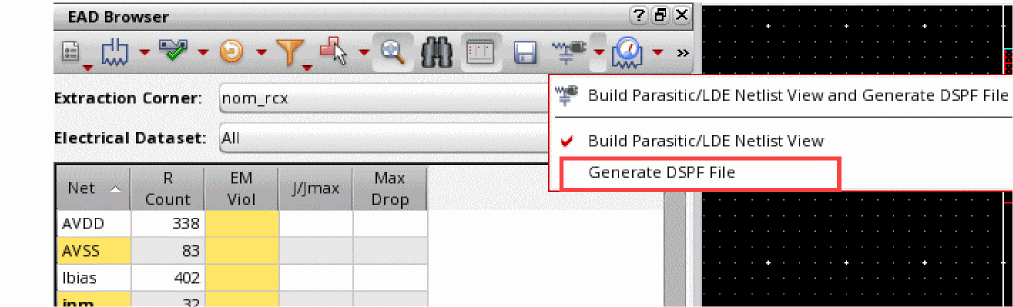 EAD Browser
Extraction Corner: nom_rcx
Build Parasitic/LDE Netlist View and Generate DSPF File
Electrical Dataset: All
Build Parasitic/LDE Netlist View
Generate DSPF File
Net R Count EM Viol J/Jmax Max Drop
AVDD 338
AVSS 83
Ibias 402
inm 32